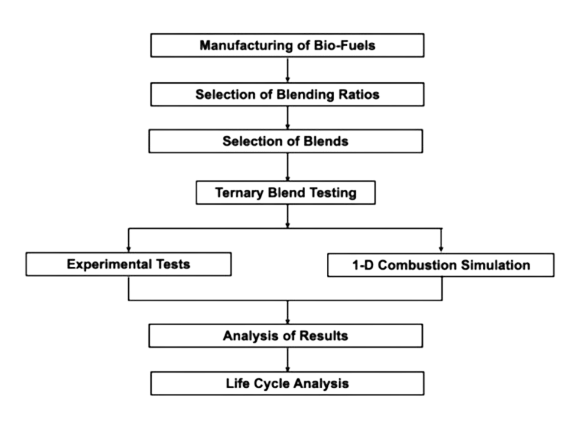 Manufacturing of Bio-Fuels
Selection of Blending Ratios
Selection of Blends
Ternary Blend Testing
Experimental Tests
1-D Combustion Simulation
Analysis of Results
Life Cycle Analysis